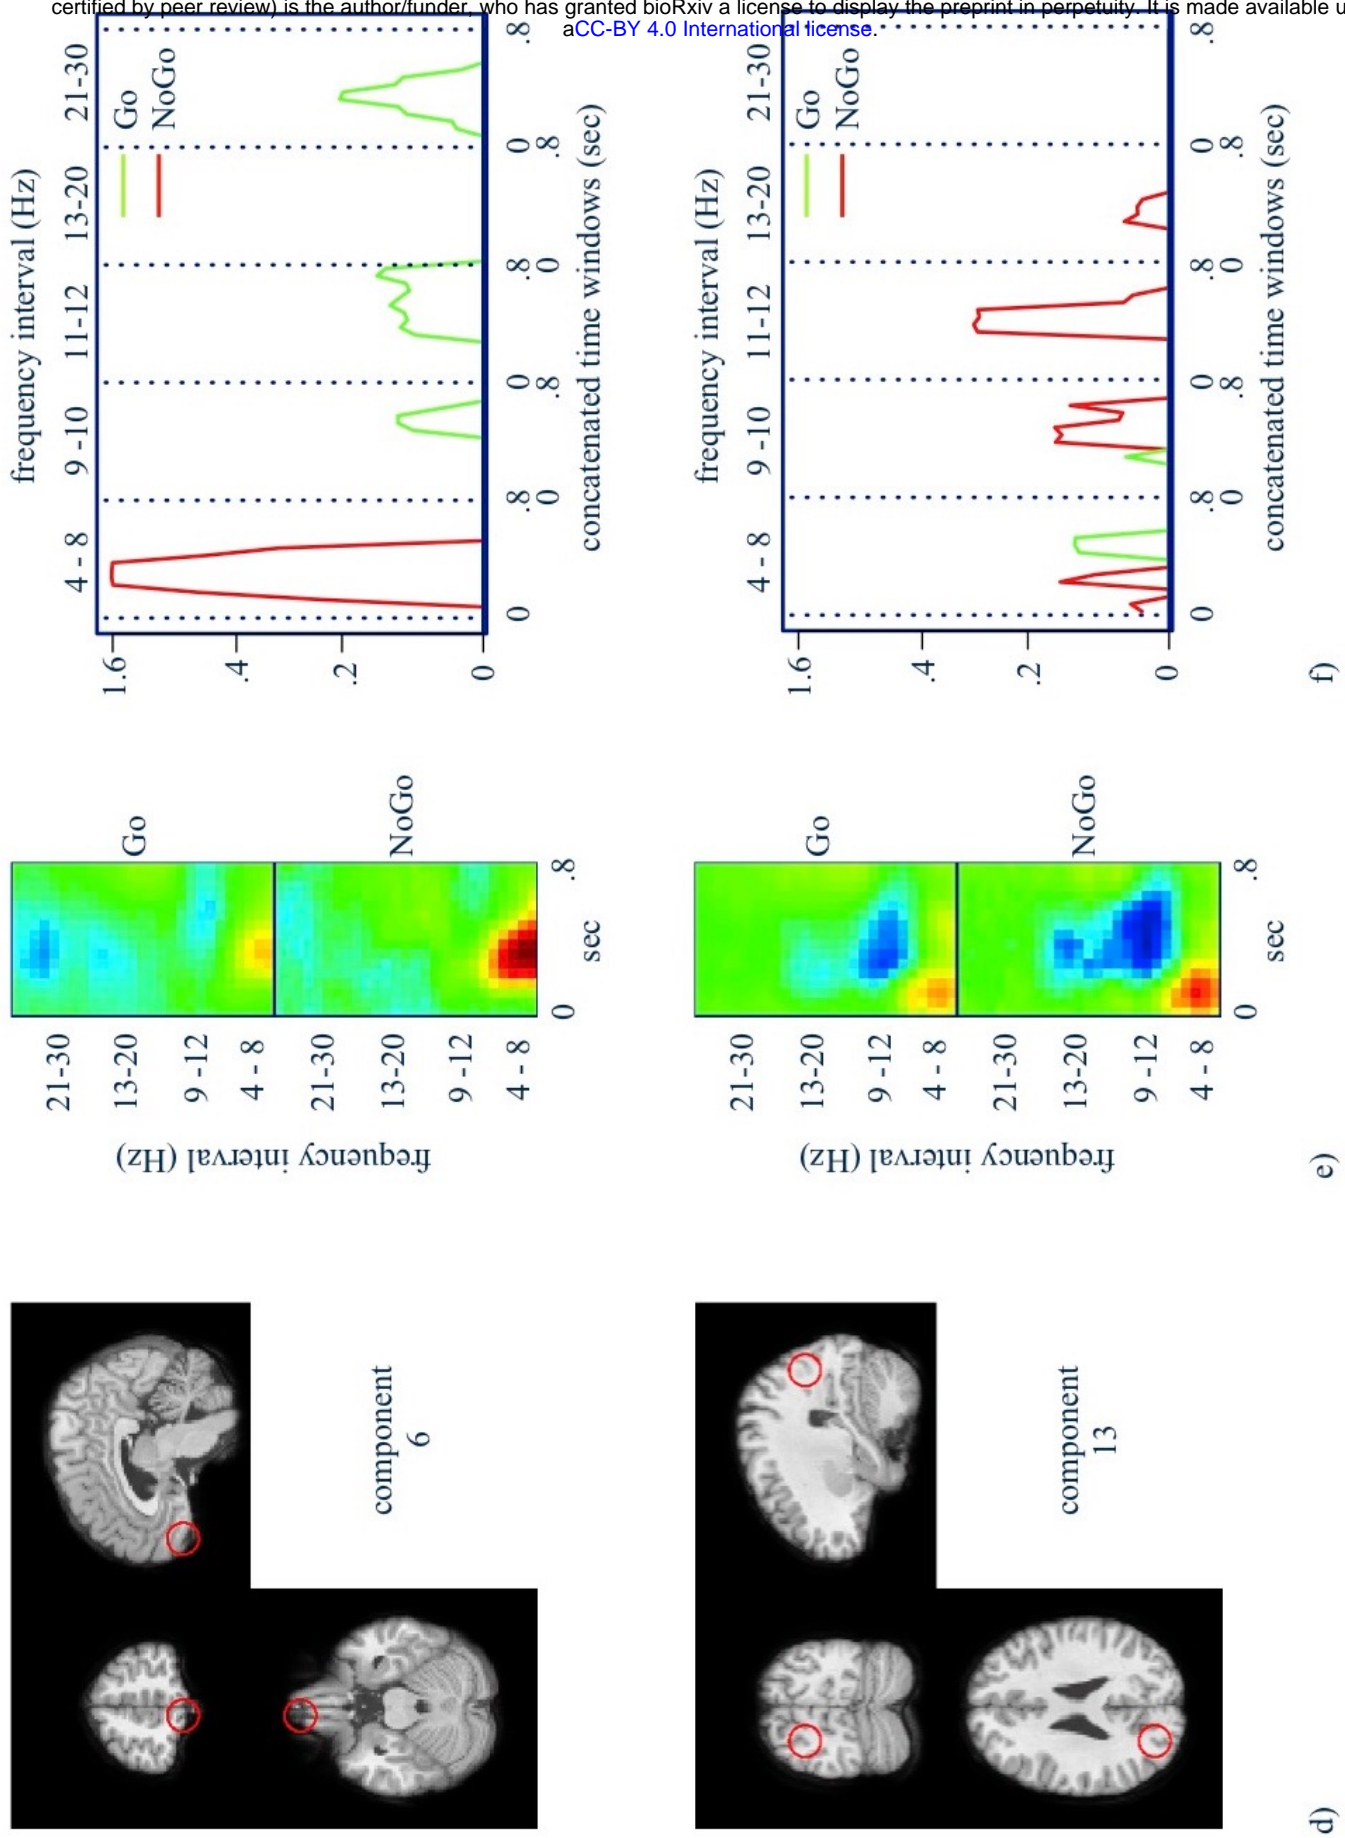 certified by peer review) is the author/funder, who has granted bioRxiv a license to display the preprint in perpetuity. It is made available u
aCC-BY 4.0 International license.
component
6
frequency interval (Hz)
21-30
13-20
9 -12
4 - 8
Go
21-30
13-20
9 -12
4 - 8
NoGo
0
sec
.8
frequency interval (Hz)
4 - 8
9 -10
11-12
13-20
21-30
Go
NoGo
1.6
.4
.2
0
0
.8
0
.8
0
.8
0
.8
0
.8
concatenated time windows (sec)
component
13
frequency interval (Hz)
21-30
13-20
9 -12
4 - 8
Go
21-30
13-20
9 -12
4 - 8
NoGo
0
sec
.8
frequency interval (Hz)
4 - 8
9 -10
11-12
13-20
21-30
Go
NoGo
1.6
.4
.2
0
0
.8
0
.8
0
.8
0
.8
0
.8
concatenated time windows (sec)
d)
e)
f)